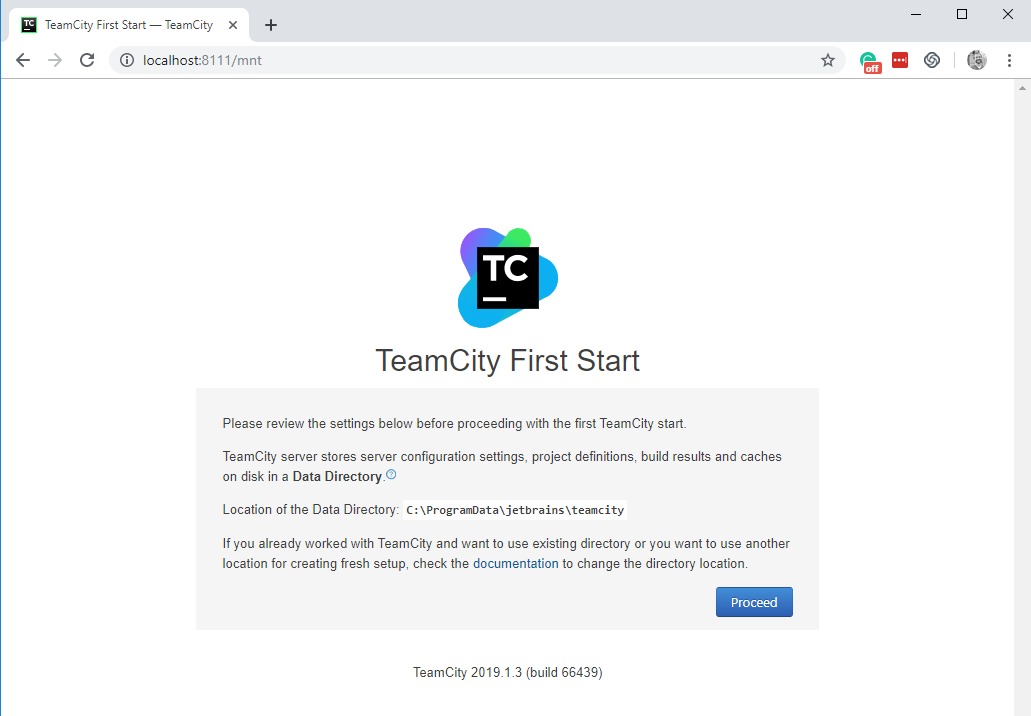 TC TeamCity First Start — TeamCity
localhost:8111/mnt
off
TC
TeamCity First Start
Please review the settings below before proceeding with the first TeamCity start.
TeamCity server stores server configuration settings, project definitions, build results and caches
on disk in a Data Directory.?
Location of the Data Directory: C:\ProgramData\jetbrains\teamcity
If you already worked with TeamCity and want to use existing directory or you want to use another
location for creating fresh setup, check the documentation to change the directory location.
Proceed
TeamCity 2019.1.3 (build 66439)